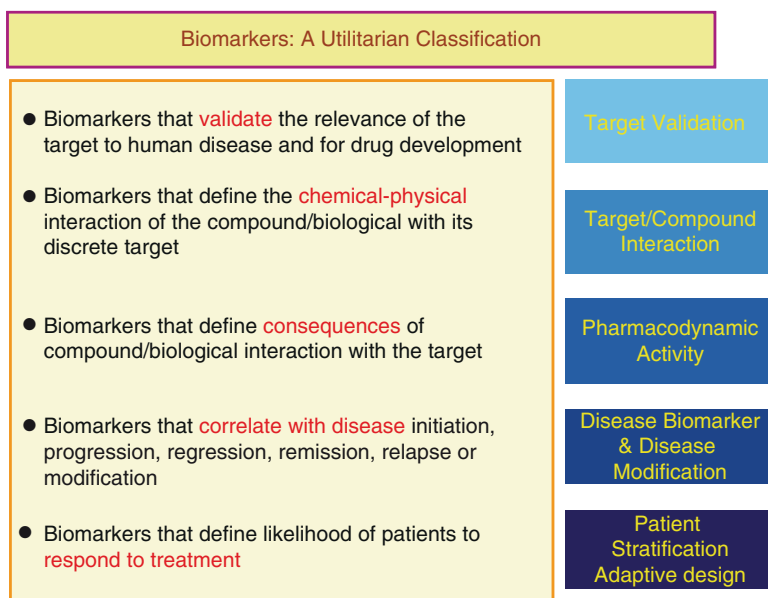 Biomarkers: A Utilitarian Classification
● Biomarkers that validate the relevance of the
target to human disease and for drug development
Target Validation
● Biomarkers that define the chemical-physical
interaction of the compound/biological with its
discrete target
Target/Compound
Interaction
● Biomarkers that define consequences of
compound/biological interaction with the target
Pharmacodynamic
Activity
● Biomarkers that correlate with disease initiation,
progression, regression, remission, relapse or
modification
Disease Biomarker
& Disease
Modification
● Biomarkers that define likelihood of patients to
respond to treatment
Patient
Stratification
Adaptive design